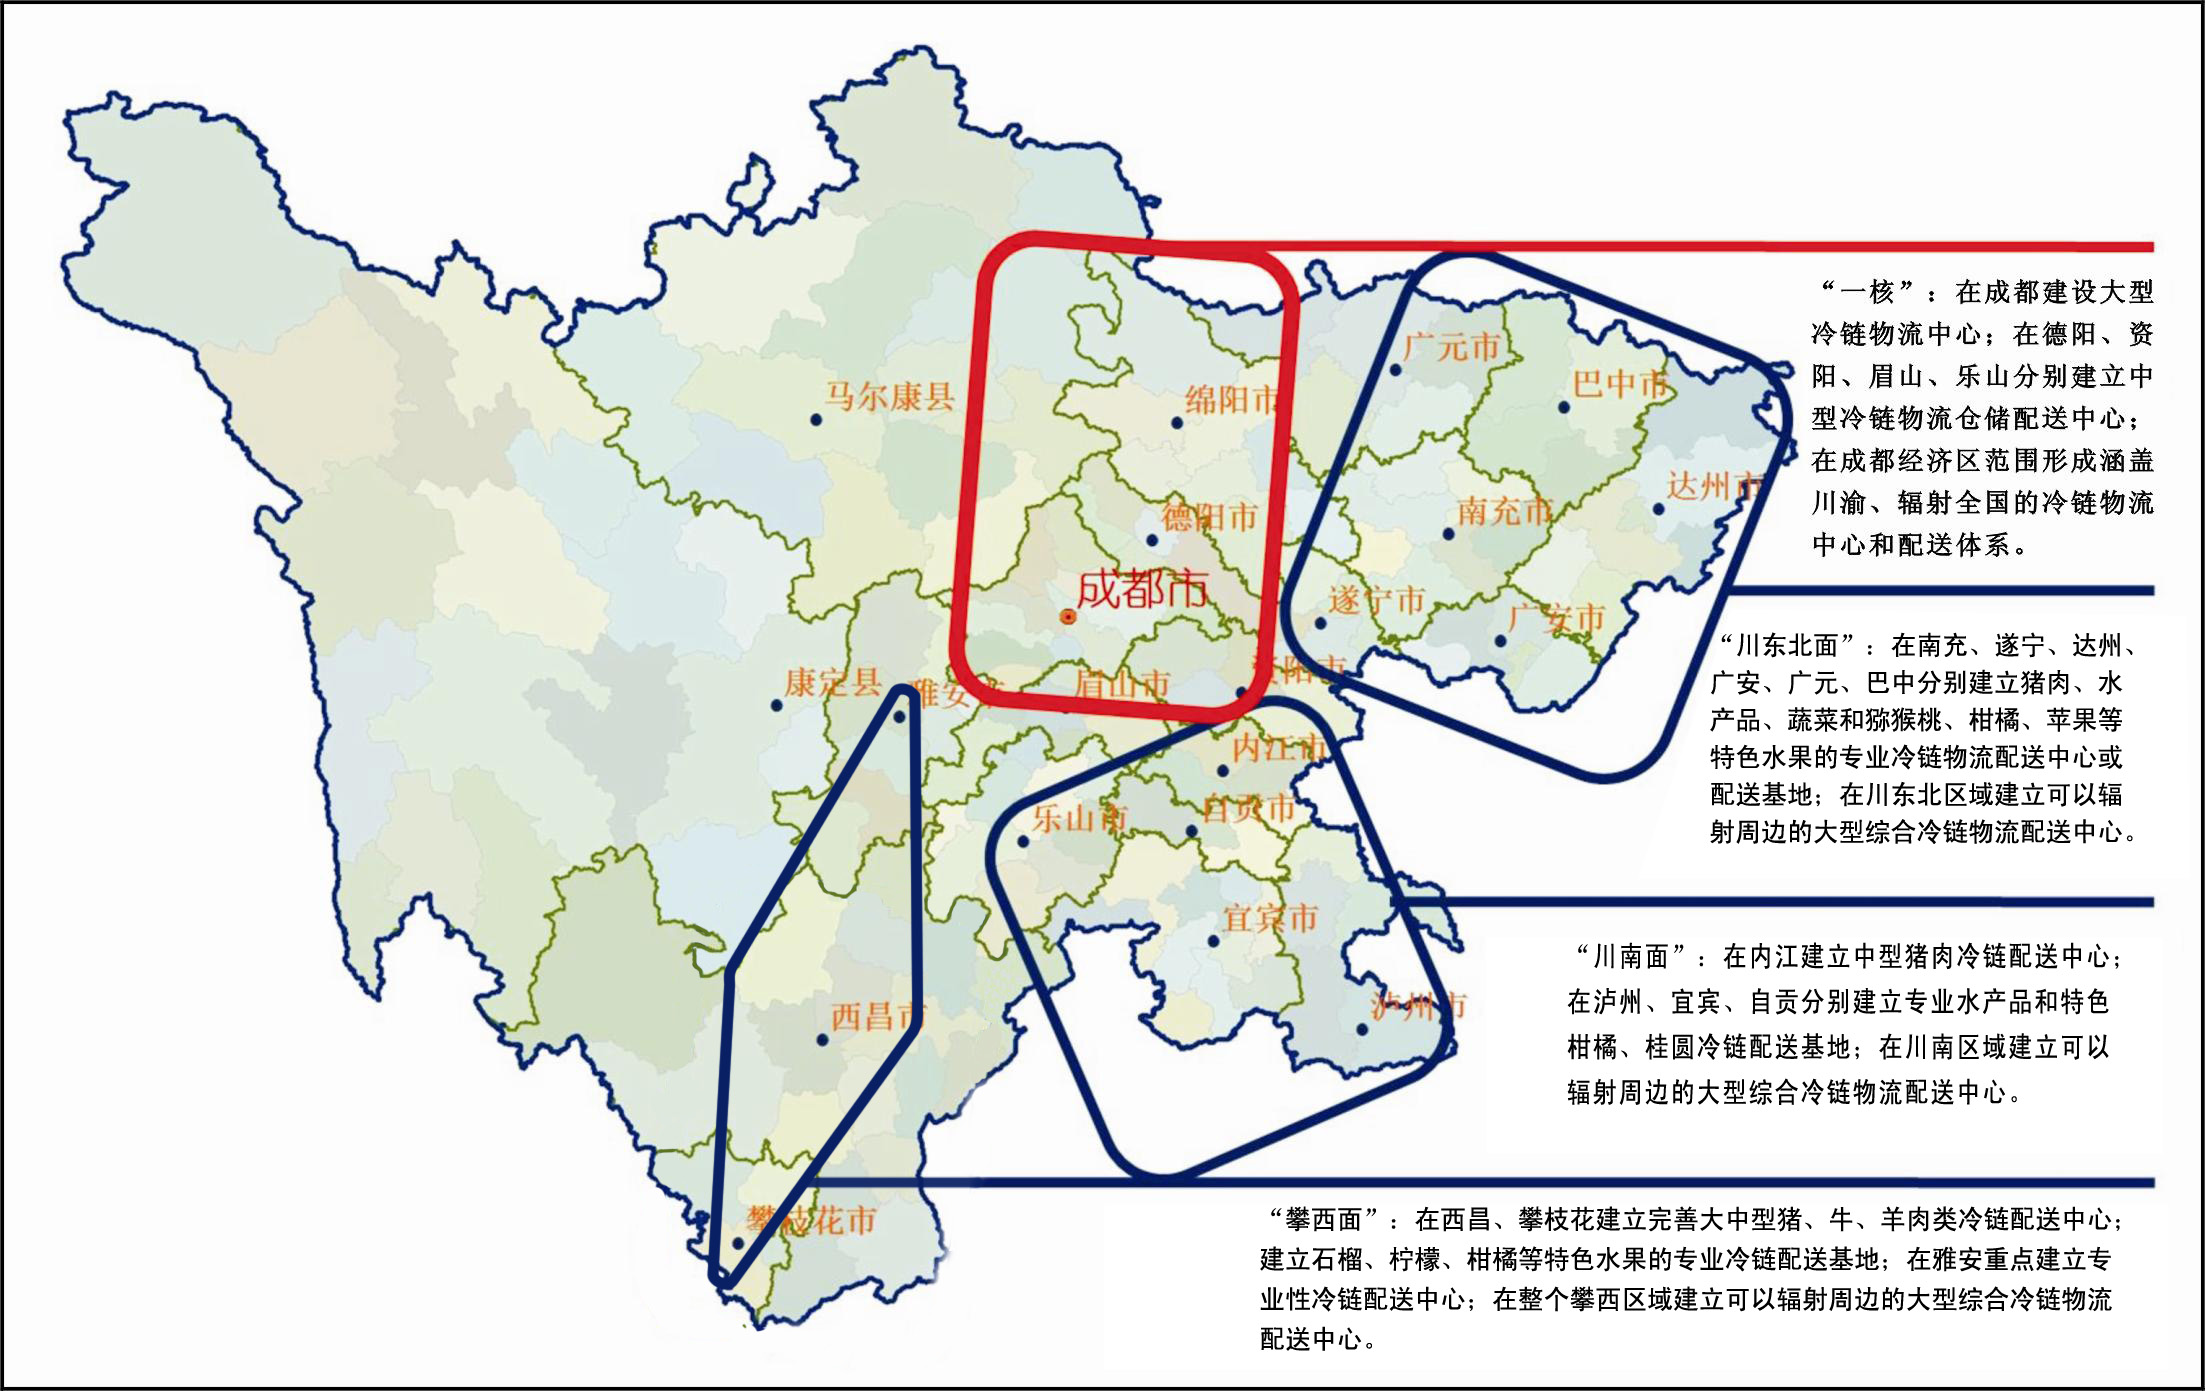 马尔康县
绵阳市
德阳市
成都市
广元市
巴中市
达州市
南充市
遂宁市
广安市
康定县
雅安市
眉山市
资阳市
内江市
自贡市
乐山市
宜宾市
泸州市
西昌市
攀枝花市
“一核”：在成都建设大型
冷链物流中心；在德阳、资
阳、眉山、乐山分别建立中
型冷链物流仓储配送中心；
在成都经济区范围形成涵盖
川渝、辐射全国的冷链物流
中心和配送体系。
“川东北面”：在南充、遂宁、达州、
广安、广元、巴中分别建立猪肉、水
产品、蔬菜和猕猴桃、柑橘、苹果等
特色水果的专业冷链物流配送中心或
配送基地；在川东北区域建立可以辐
射周边的大型综合冷链物流配送中心。
“川南面”：在内江建立中型猪肉冷链配送中心；
在泸州、宜宾、自贡分别建立专业水产品和特色
柑橘、桂圆冷链配送基地；在川南区域建立可以
辐射周边的大型综合冷链物流配送中心。
“攀西面”：在西昌、攀枝花建立完善大中型猪、牛、羊肉类冷链配送中心；
建立石榴、柠檬、柑橘等特色水果的专业冷链配送基地；在雅安重点建立专
业性冷链配送中心；在整个攀西区域建立可以辐射周边的大型综合冷链物流
配送中心。